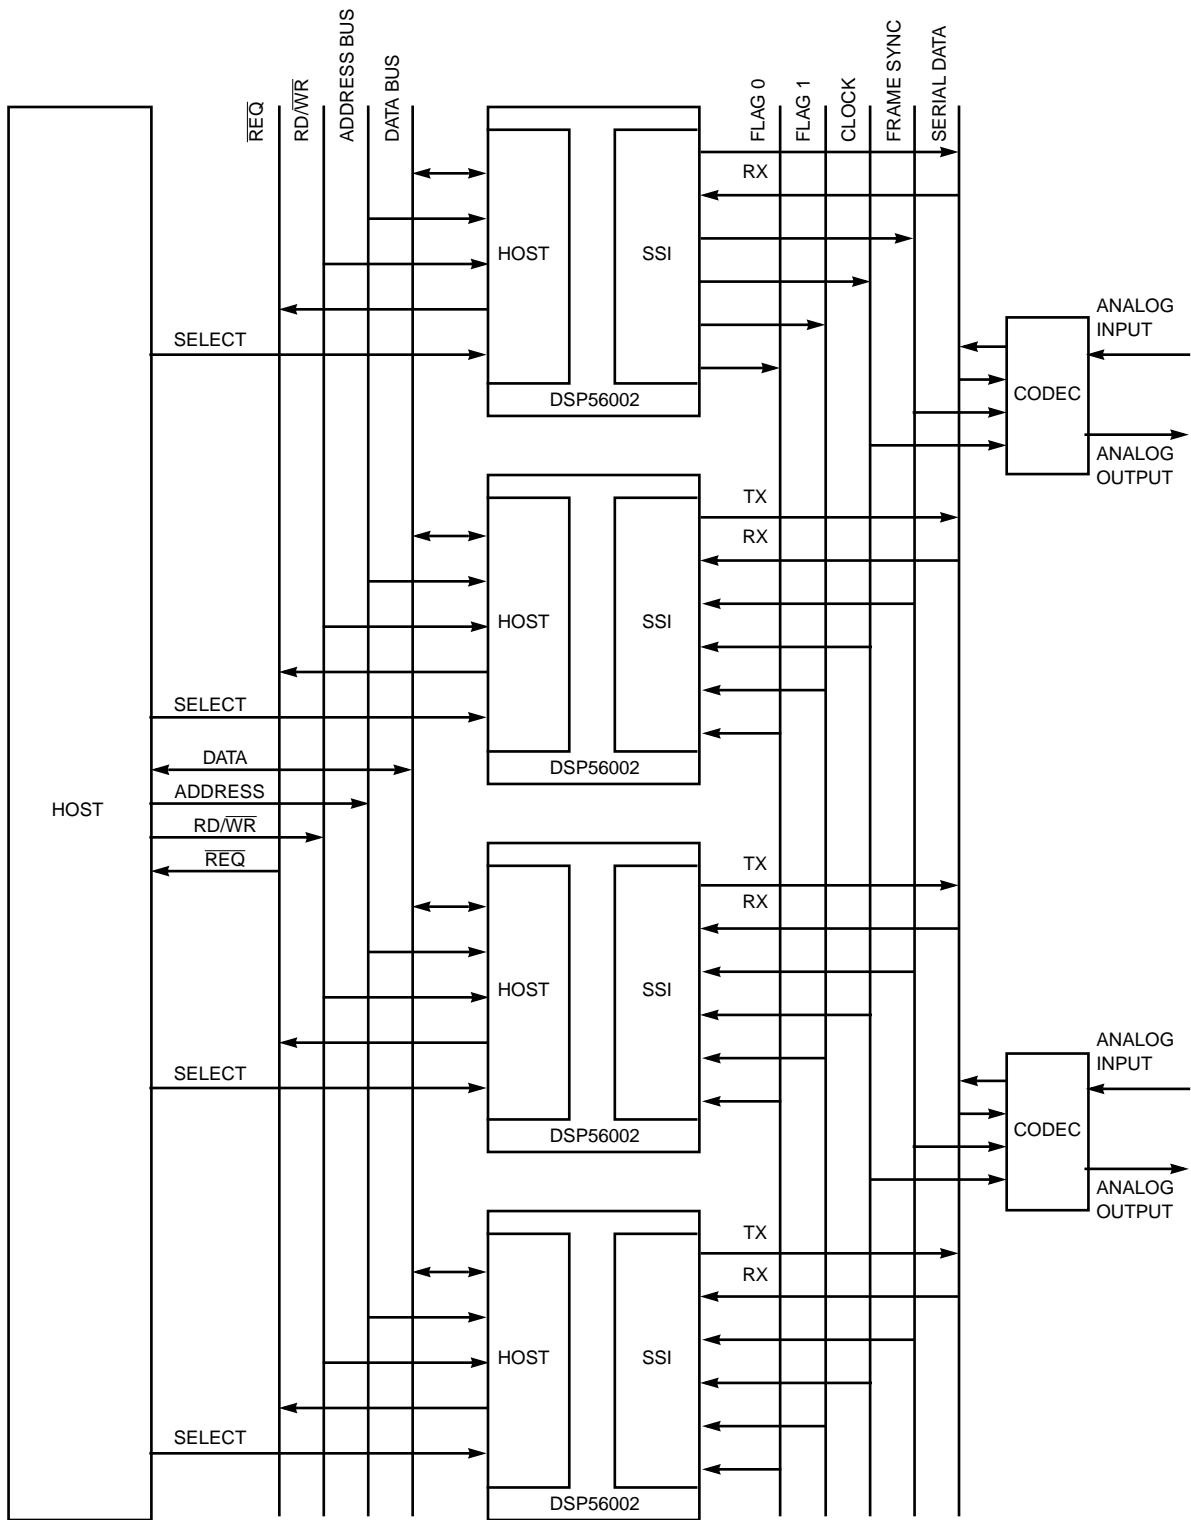 REQ
RD/WR
ADDRESS BUS
DATA BUS
FLAG 0
FLAG 1
CLOCK
FRAME SYNC
SERIAL DATA
RX
HOST
SSI
SELECT
DSP56002
ANALOG
INPUT
CODEC
ANALOG
OUTPUT
TX
RX
HOST
SSI
SELECT
DSP56002
DATA
ADDRESS
HOST
RD/WR
REQ
TX
RX
HOST
SSI
SELECT
DSP56002
ANALOG
INPUT
CODEC
ANALOG
OUTPUT
TX
RX
HOST
SSI
SELECT
DSP56002